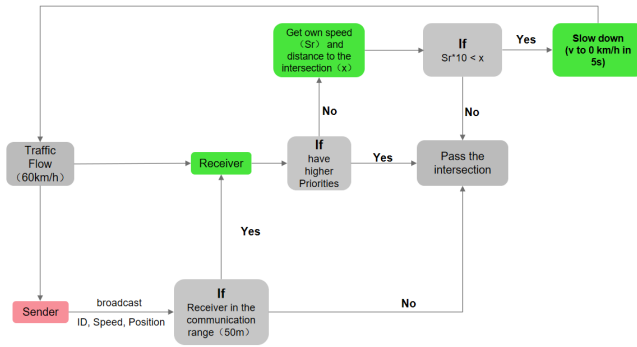 Get own speed
（Sr）and
distance to the
intersection（x）
If
Sr*10 < x
Yes
Slow down
(v to 0 km/h in
5s)
No
No
Traffic
Flow
（60km/h）
Receiver
If
have
higher
Priorities
Yes
Pass the
intersection
Yes
Sender
broadcast
ID, Speed, Position
If
Receiver in the
communication
range（50m）
No